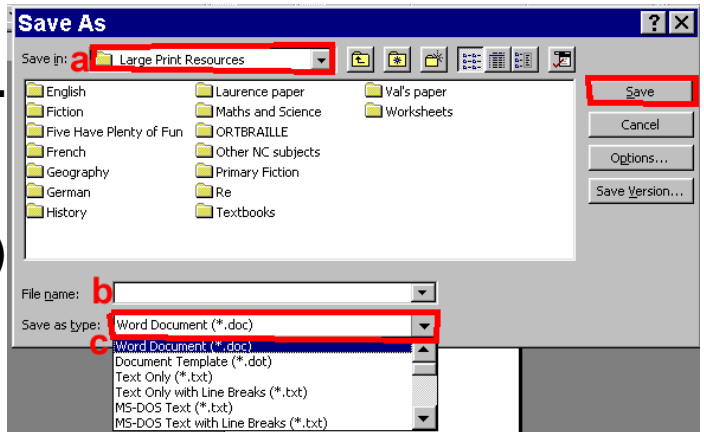 Save As
Save in: a Large Print Resources
English Laurence paper Val's paper
Fiction Maths and Science Worksheets
Five Have Plenty of Fun ORTBRAILLE
French Other NC subjects
Geography Primary Fiction
German Re
History Textbooks
Save
Cancel
Options...
Save Version...
File name: b
Save as type: Word Document (*.doc)
c
Word Document (*.doc)
Document Template (*.dot)
Text Only (*.txt)
Text Only with Line Breaks (*.txt)
MS-DOS Text (*.txt)
MS-DOS Text with Line Breaks (*.txt)